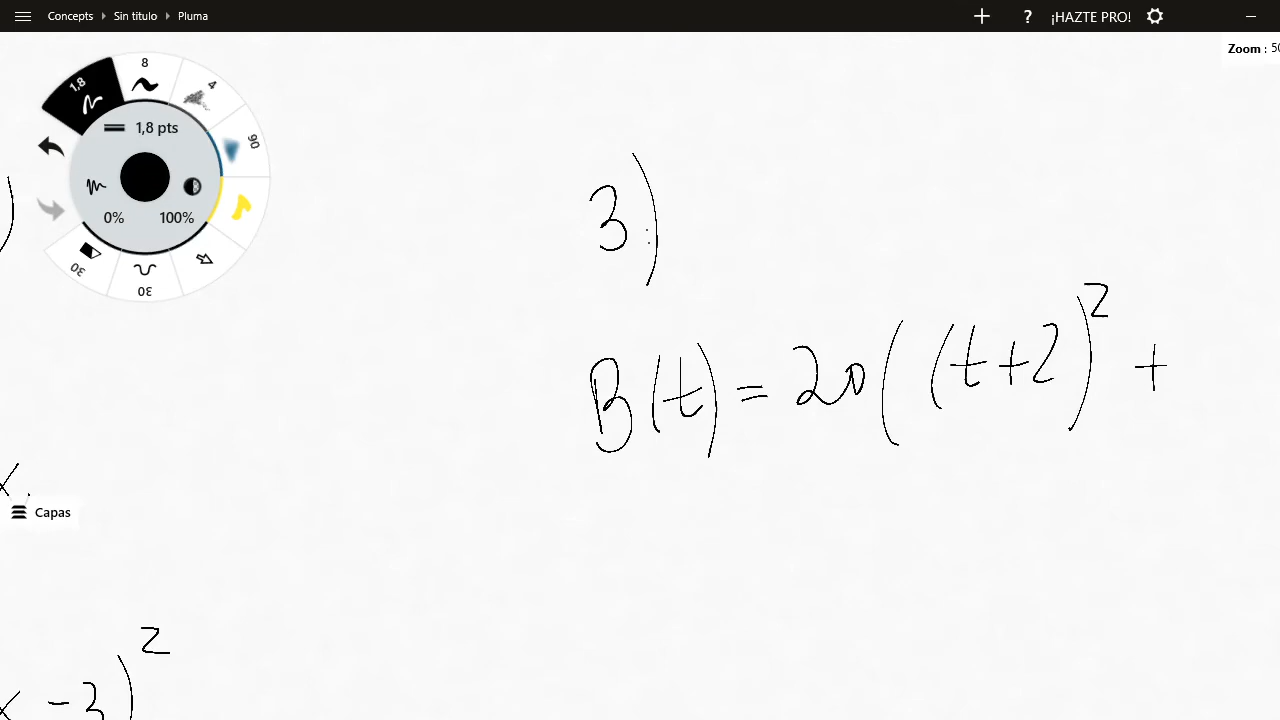 Concepts Sin titulo Pluma + ? ¡HAZTE PRO!
Zoom : 50
8
1,8
4
90
1,8 pts
0% 100%
30
30
3)
B(t) = 20((t+2)² +
x.
Capas
x - 3)²